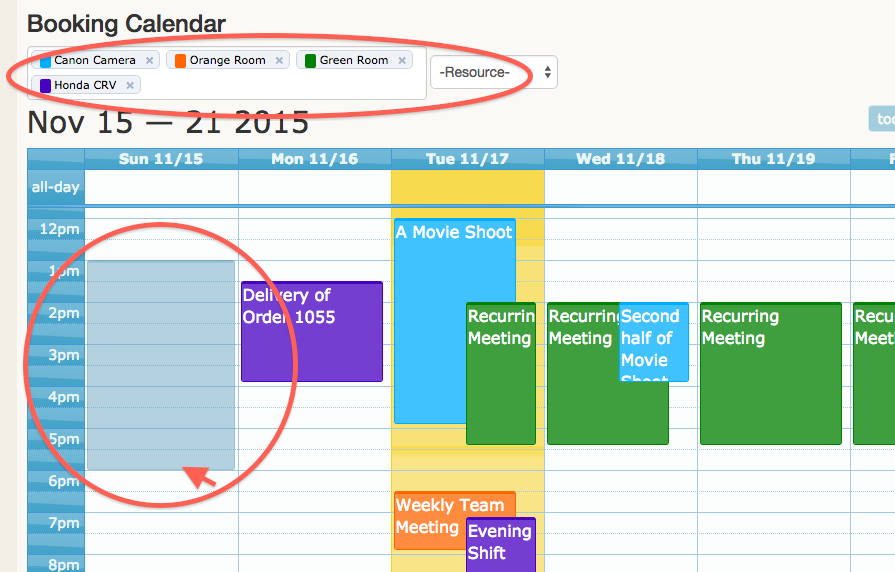 Booking Calendar
Canon Camera × Orange Room × Green Room ×
-Resource-
Honda CRV ×
Nov 15 — 21 2015
Sun 11/15 Mon 11/16 Tue 11/17 Wed 11/18 Thu 11/19
all-day
12pm
A Movie Shoot
1pm
Delivery of
Order 1055
2pm
Recurrin
Meeting
Recurring
Meeting
Second
half of
Movie
Shoot
Recurring
Meeting
Recu
Meet
3pm
4pm
5pm
6pm
Weekly Team
Meeting
7pm
Evening
Shift
8pm